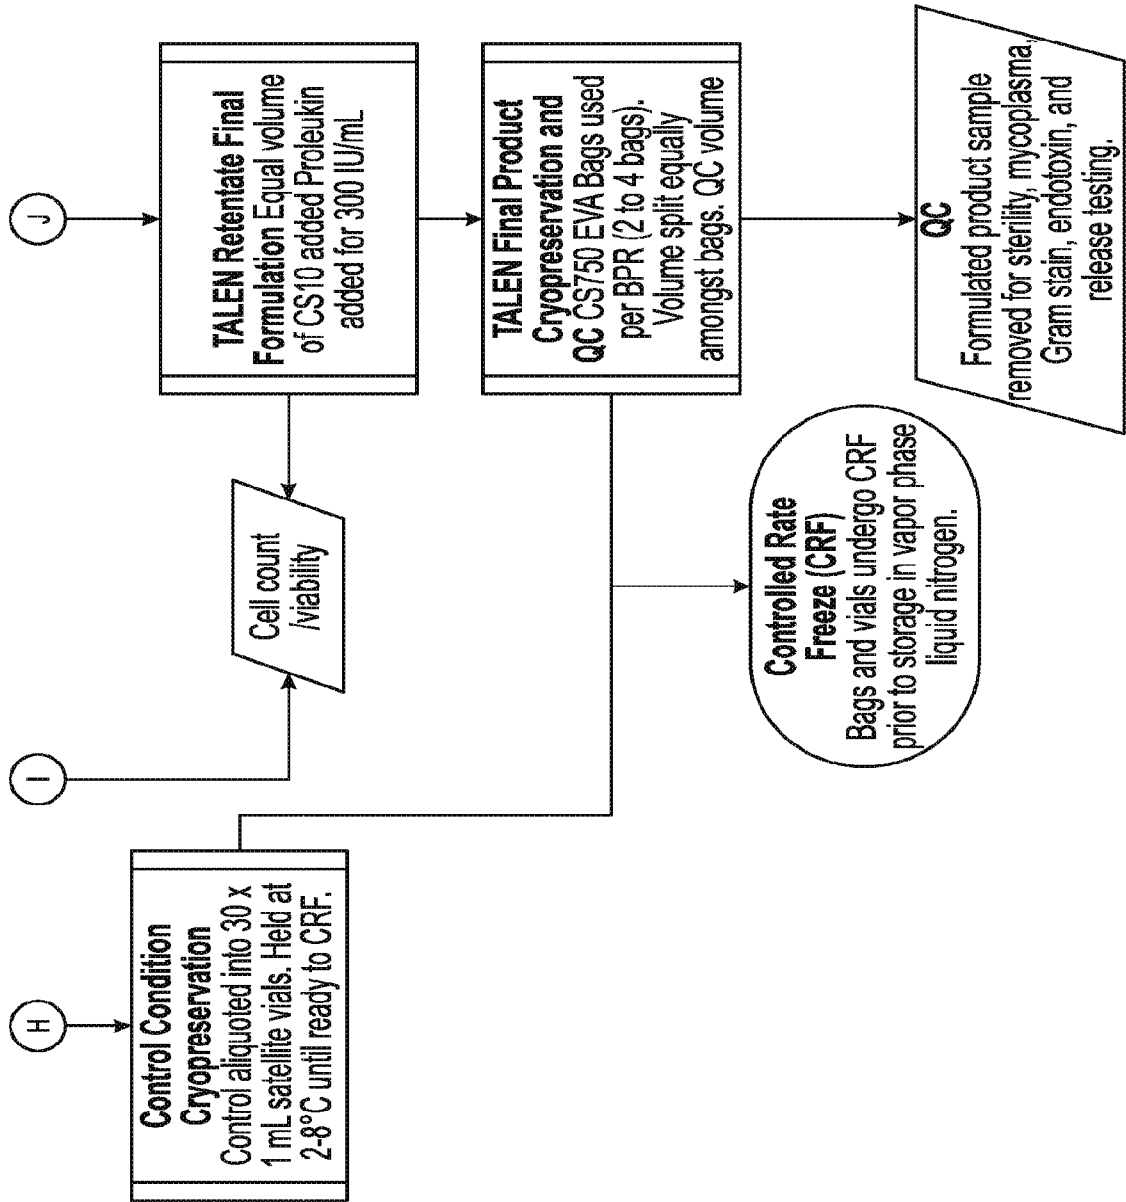 H
I
J
Control Condition
Cryopreservation
Control aliquoted into 30 x
1 mL satellite vials. Held at
2-8°C until ready to CRF.
Cell count
/viability
TALEN Retentate Final
Formulation Equal volume
of CS10 added Proleukin
added for 300 IU/mL
TALEN Final Product
Cryopreservation and
QC CS750 EVA Bags used
per BPR (2 to 4 bags).
Volume split equally
amongst bags. QC volume
Controlled Rate
Freeze (CRF)
Bags and vials undergo CRF
prior to storage in vapor phase
liquid nitrogen.
QC
Formulated product sample
removed for sterility, mycoplasma,
Gram stain, endotoxin, and
release testing.